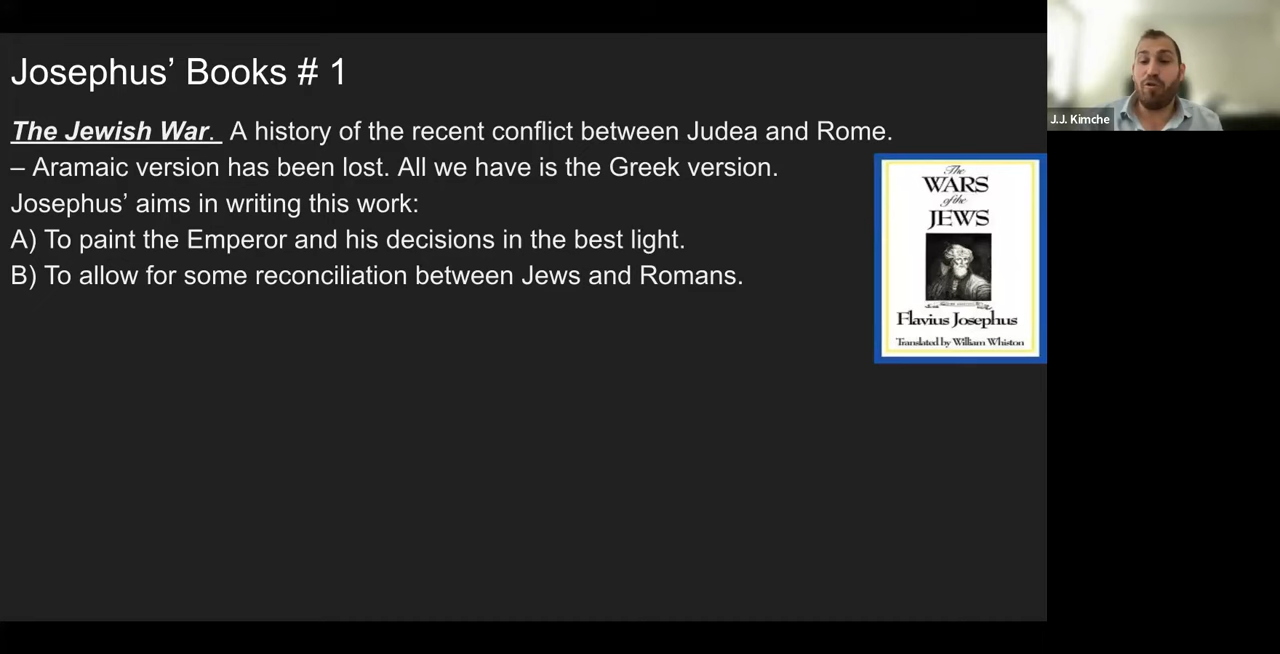 Josephus’ Books # 1
The Jewish War.  A history of the recent conflict between Judea and Rome.
– Aramaic version has been lost. All we have is the Greek version.
Josephus’ aims in writing this work:
A) To paint the Emperor and his decisions in the best light.
B) To allow for some reconciliation between Jews and Romans.
The
WARS
of the
JEWS
Flavius Josephus
Translated by William Whiston
J.J. Kimche